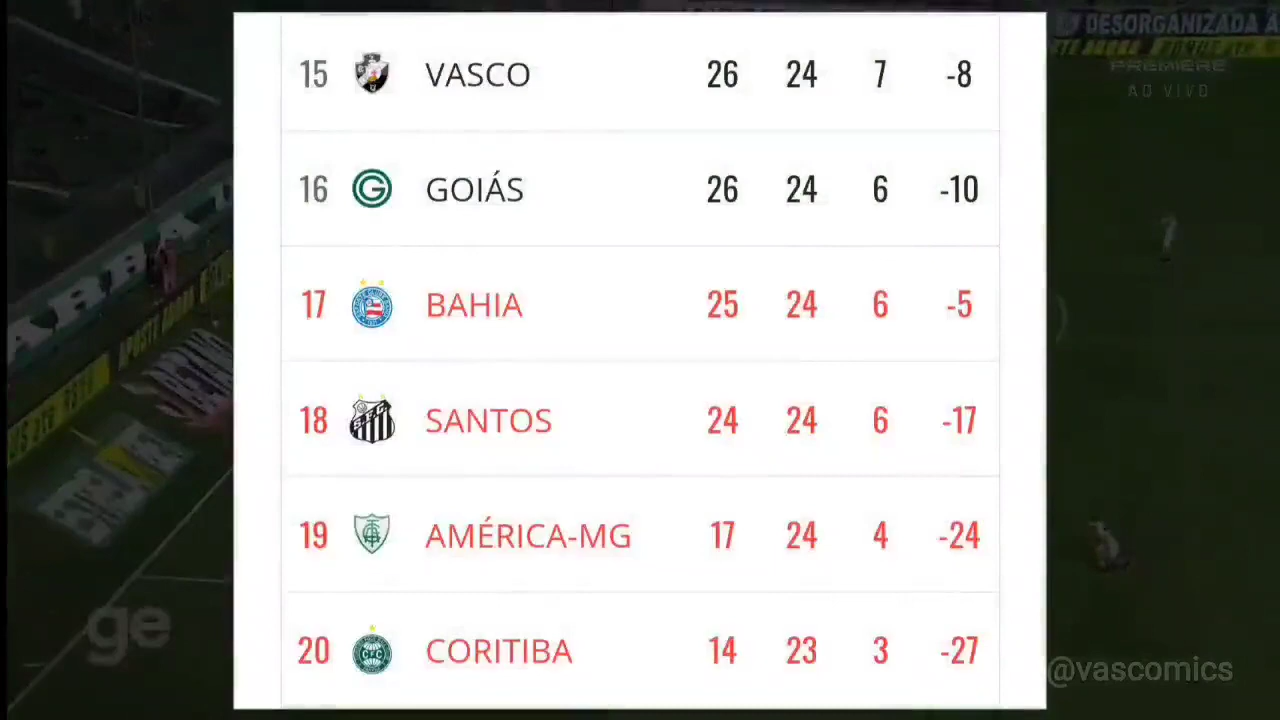 DESORGANIZADA À
PREMIERE
AO VIVO
15 VASCO 26 24 7 -8
16 GOIÁS 26 24 6 -10
17 BAHIA 25 24 6 -5
18 SANTOS 24 24 6 -17
19 AMÉRICA-MG 17 24 4 -24
20 CORITIBA 14 23 3 -27
APOSTE
ge
@vascomics